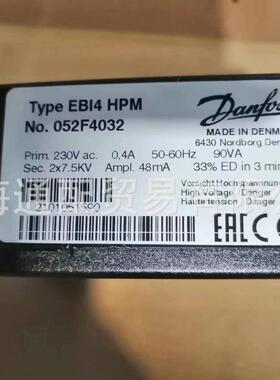 Type EBI4 HPM
No. 052F4032
Danfoss
MADE IN DENM
6430 Nordborg Den
Prim. 230V ac. 0,4A 50-60Hz 90VA
Sec. 2x7.5KV Ampl. 48mA 33% ED in 3 min
Vorsicht Hochspannung
High Voltage / Danger
Haute tension / Danger
EAC